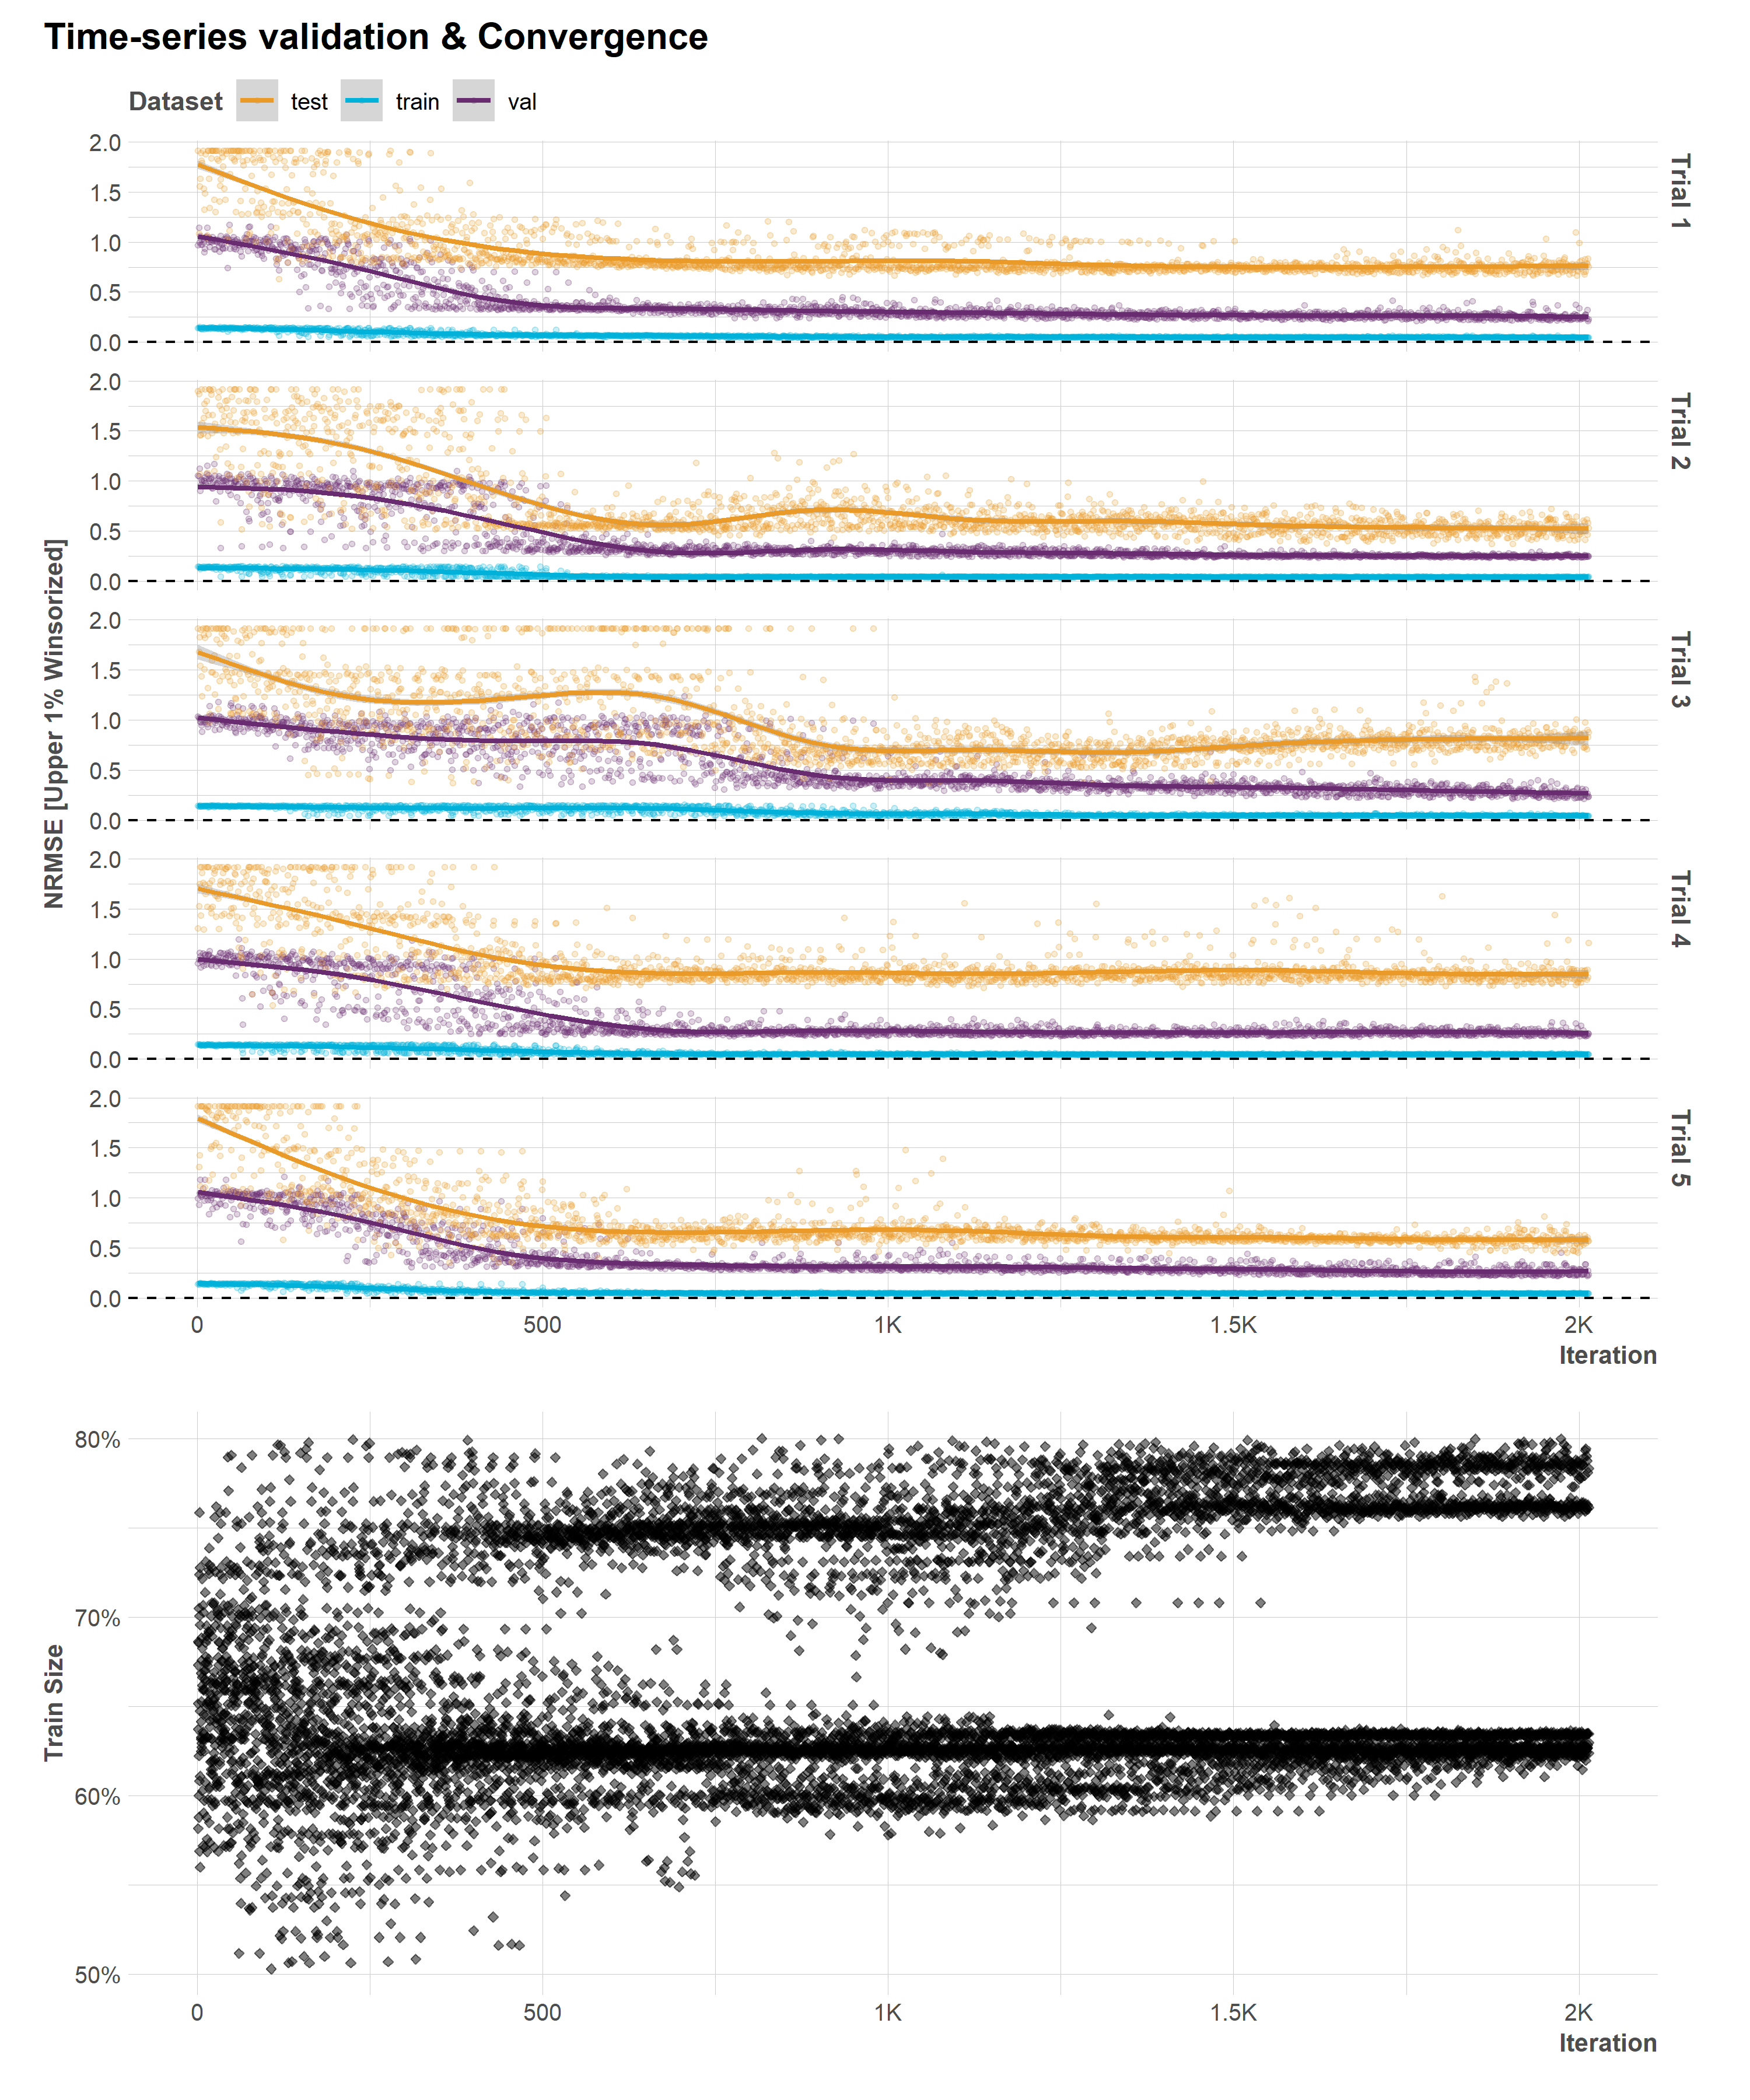 Time-series validation & Convergence
Dataset test train val
NRMSE [Upper 1% Winsorized]
2.0
1.5
1.0
0.5
0.0
Trial 1
2.0
1.5
1.0
0.5
0.0
Trial 2
2.0
1.5
1.0
0.5
0.0
Trial 3
2.0
1.5
1.0
0.5
0.0
Trial 4
2.0
1.5
1.0
0.5
0.0
Trial 5
0 500 1K 1.5K 2K
Iteration
Train Size
80%
70%
60%
50%
0 500 1K 1.5K 2K
Iteration